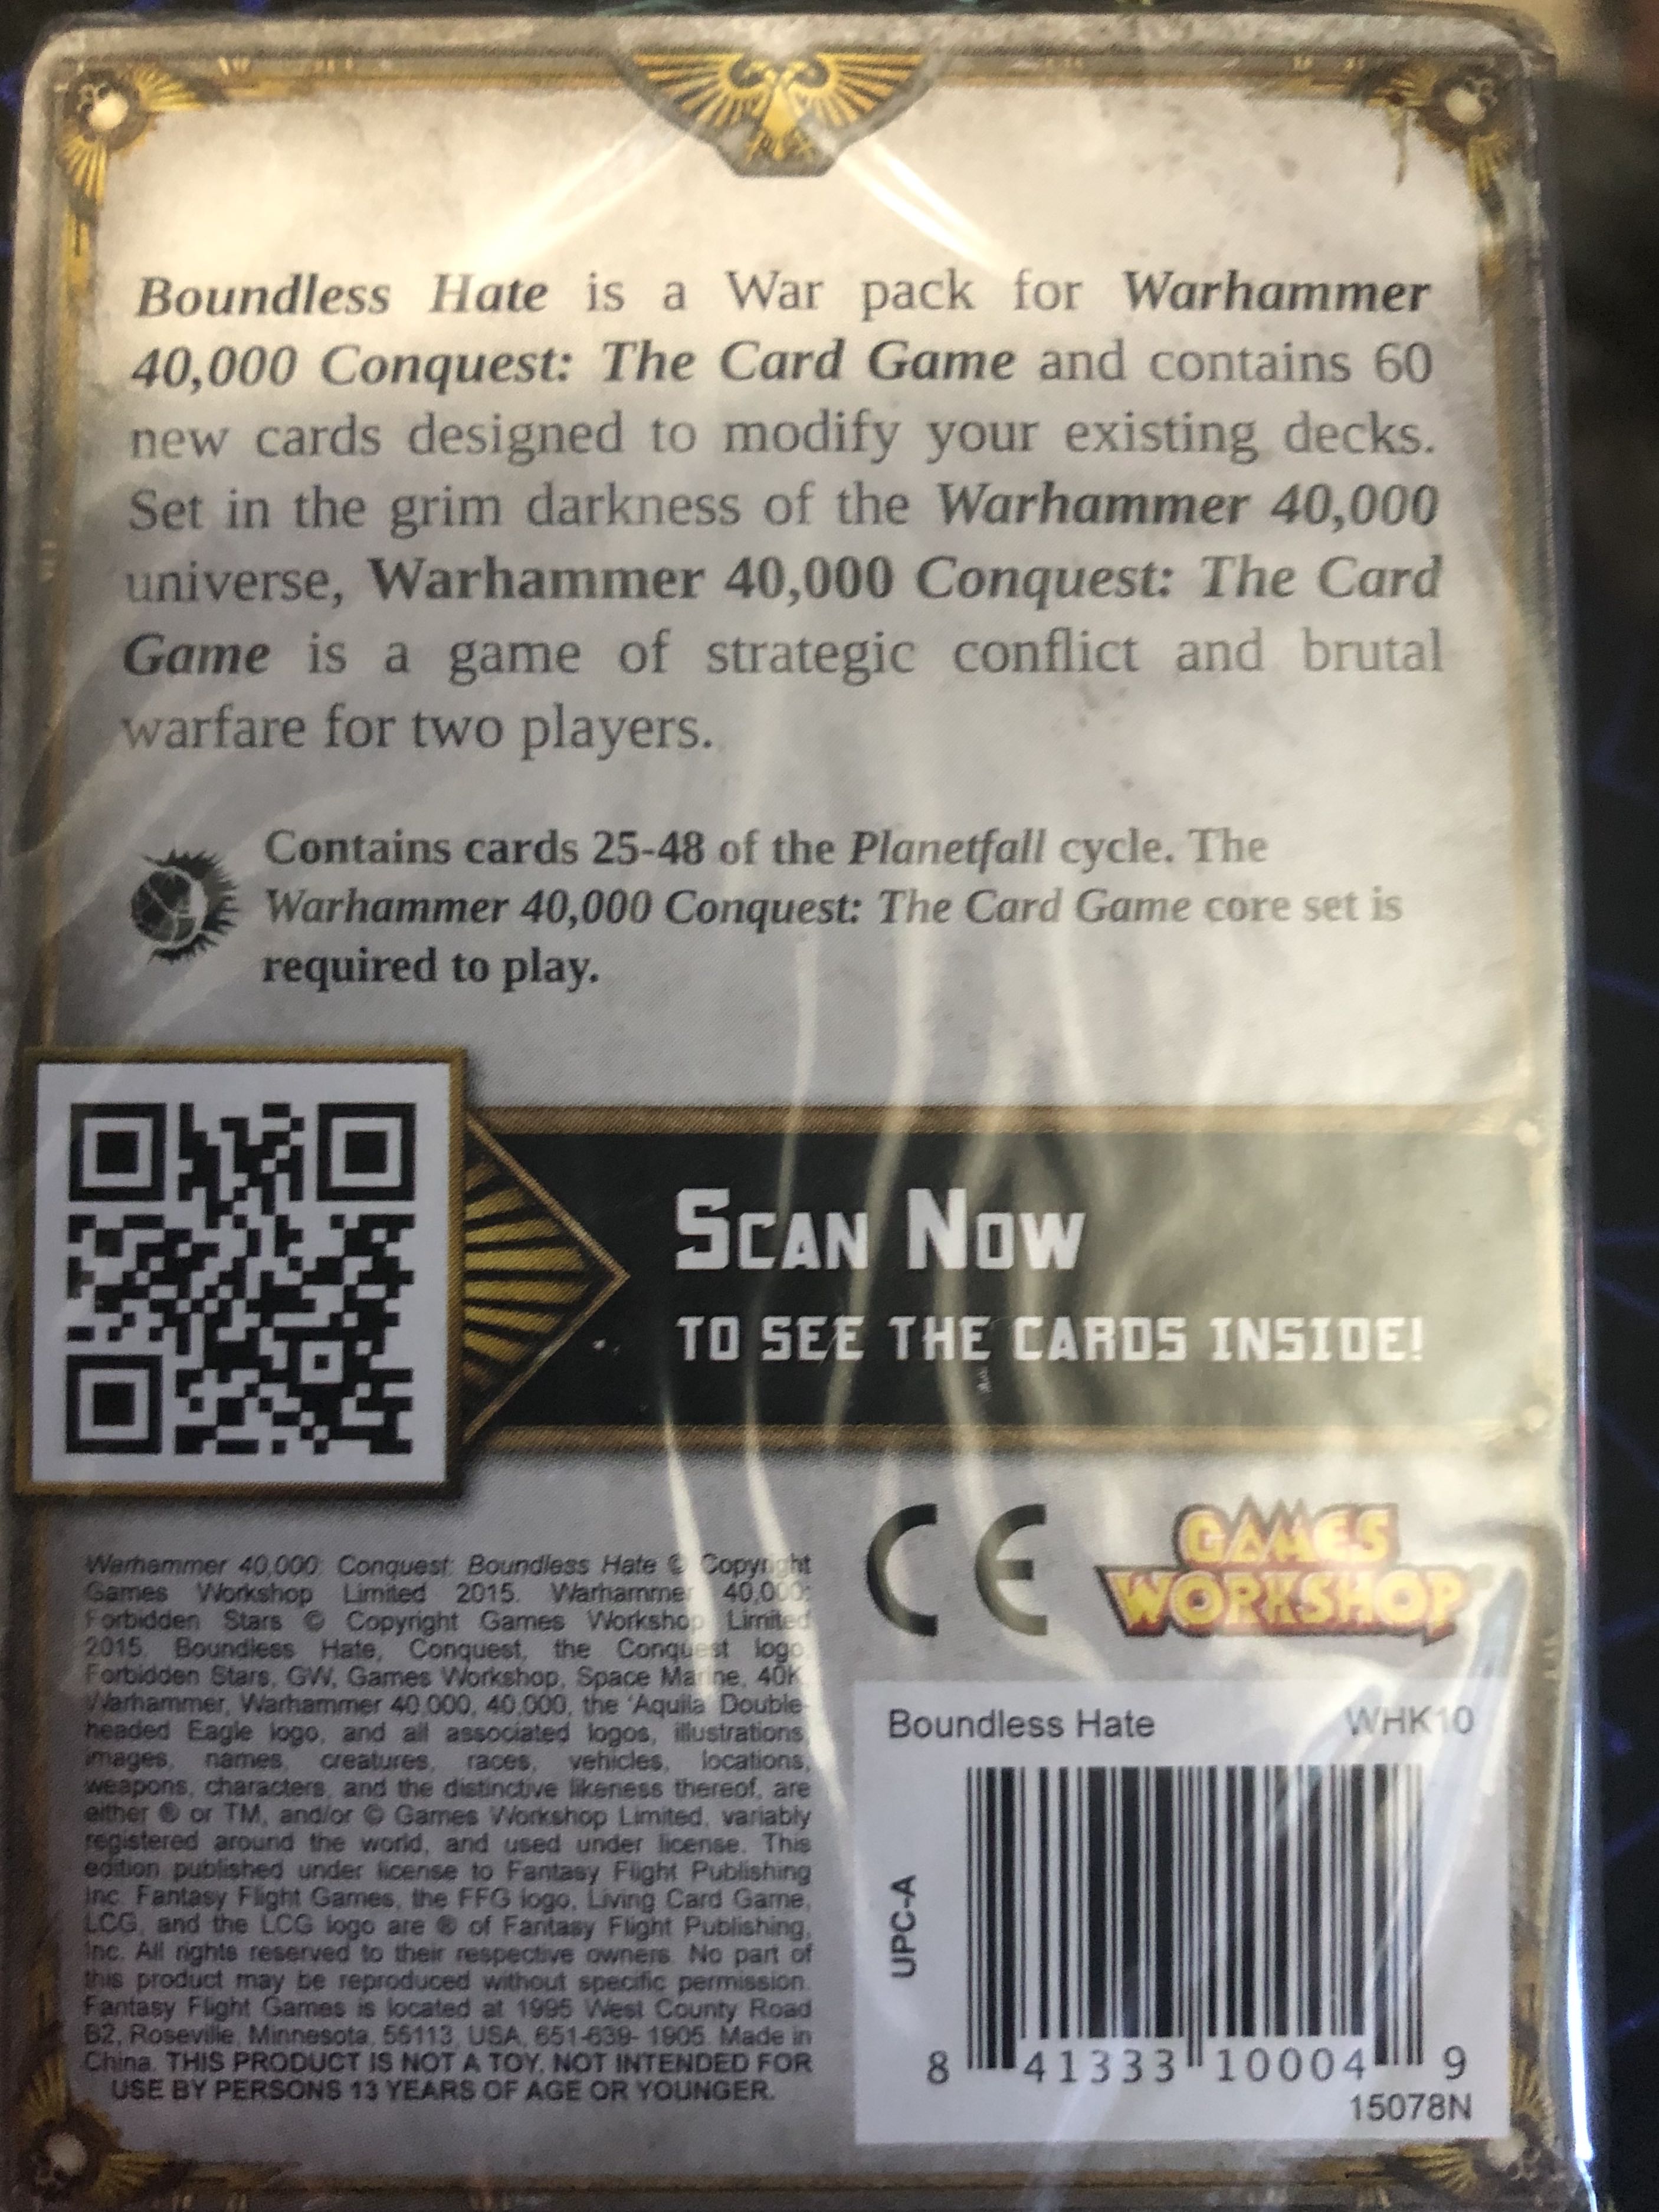 Boundless Hate is a War pack for Warhammer
40,000 Conquest: The Card Game and contains 60
new cards designed to modify your existing decks.
Set in the grim darkness of the Warhammer 40,000
universe, Warhammer 40,000 Conquest: The Card
Game is a game of strategic conflict and brutal
warfare for two players.
Contains cards 25-48 of the Planetfall cycle. The
Warhammer 40,000 Conquest: The Card Game core set is
required to play.
SCAN NOW
TO SEE THE CARDS INSIDE!
Warhammer 40,000: Conquest: Boundless Hate © Copyright
Games Workshop Limited 2015. Warhammer 40,000:
Forbidden Stars © Copyright Games Workshop Limited
2015. Boundless Hate, Conquest, the Conquest logo,
Forbidden Stars, GW, Games Workshop, Space Marine, 40K,
Warhammer, Warhammer 40,000, 40,000, the 'Aquila' Double-
headed Eagle logo, and all associated logos, illustrations,
images, names, creatures, races, vehicles, locations,
weapons, characters, and the distinctive likeness thereof, are
either ® or TM, and/or © Games Workshop Limited, variably
registered around the world, and used under license. This
edition published under license to Fantasy Flight Publishing
Inc. Fantasy Flight Games, the FFG logo, Living Card Game,
LCG, and the LCG logo are ® of Fantasy Flight Publishing,
Inc. All rights reserved to their respective owners. No part of
this product may be reproduced without specific permission.
Fantasy Flight Games is located at 1995 West County Road
B2, Roseville, Minnesota, 55113, USA, 651-639-1905. Made in
China. THIS PRODUCT IS NOT A TOY. NOT INTENDED FOR
USE BY PERSONS 13 YEARS OF AGE OR YOUNGER.
CE
GAMES
WORKSHOP
Boundless Hate WHK10
UPC-A
8 41333 10004 9
15078N